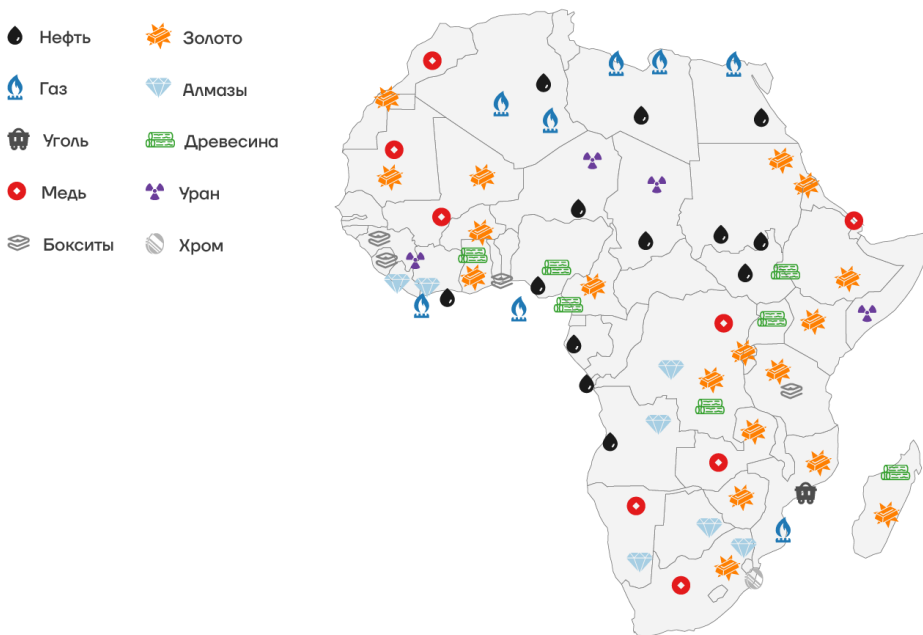 Нефть
Золото
Газ
Алмазы
Уголь
Древесина
Медь
Уран
Бокситы
Хром